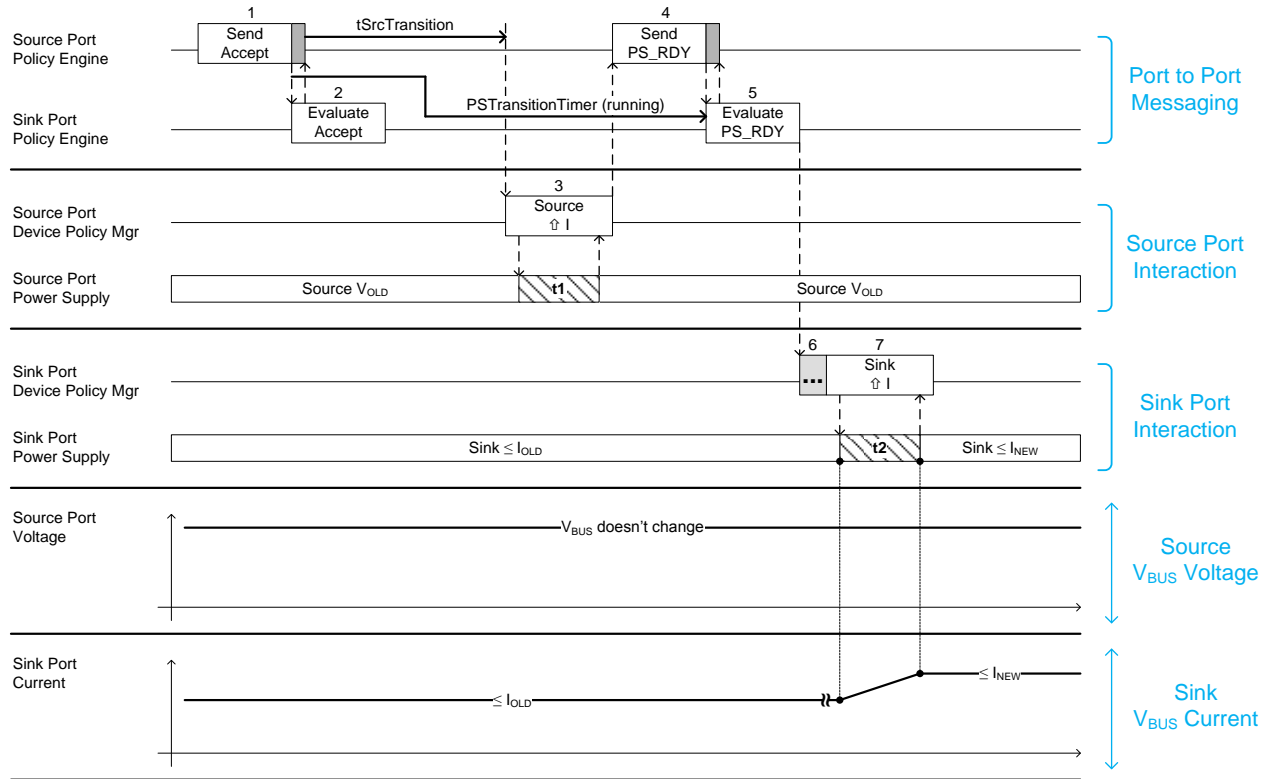 1
tSrcTransition
4
Source Port
Policy Engine
Send
Accept
Send
PS_RDY
Port to Port
Messaging
2
PSTransitionTimer (running)
5
Sink Port
Policy Engine
Evaluate
Accept
Evaluate
PS_RDY
3
Source Port
Device Policy Mgr
Source
⇧ I
Source Port
Interaction
Source Port
Power Supply
Source VOLD
t1
Source VOLD
6
7
Sink Port
Device Policy Mgr
...
Sink
⇧ I
Sink Port
Interaction
Sink Port
Power Supply
Sink ≤ IOLD
t2
Sink ≤ INEW
Source Port
Voltage
VBUS doesn't change
Source
VBUS Voltage
Sink Port
Current
≤ IOLD
≤ INEW
Sink
VBUS Current